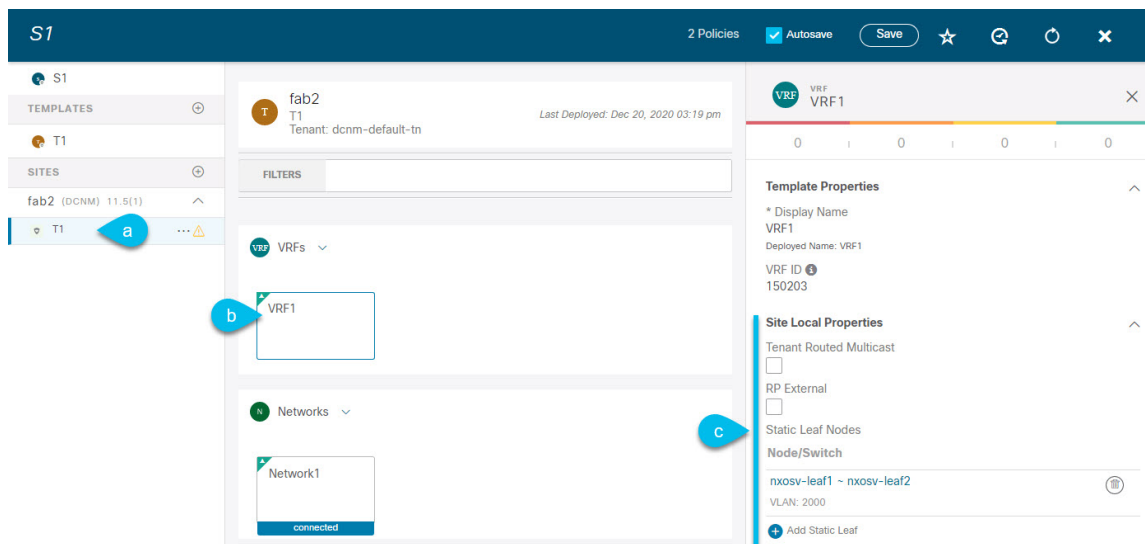 S1
2 Policies
Autosave
Save
S1
TEMPLATES
T
T1
SITES
fab2 (DCNM) 11.5(1)
T1
a
T
fab2
T1
Tenant: dcnm-default-tn
Last Deployed: Dec 20, 2020 03:19 pm
FILTERS
VRF VRFs
VRF1
b
N Networks
Network1
connected
VRF
VRF
VRF1
0 0 0 0
Template Properties
* Display Name
VRF1
Deployed Name: VRF1
VRF ID
150203
Site Local Properties
Tenant Routed Multicast
RP External
c
Static Leaf Nodes
Node/Switch
nxosv-leaf1 ~ nxosv-leaf2
VLAN: 2000
Add Static Leaf